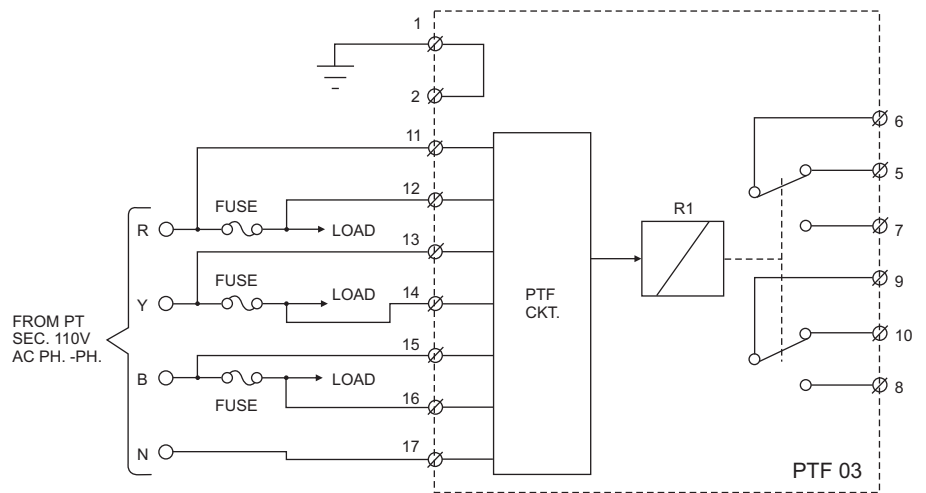 1
2
11
12
FUSE
R
LOAD
13
FUSE
14
LOAD
Y
FROM PT
SEC. 110V
AC PH. -PH.
15
B
LOAD
FUSE
16
17
N
PTF
CKT.
R1
6
5
7
9
10
8
PTF 03